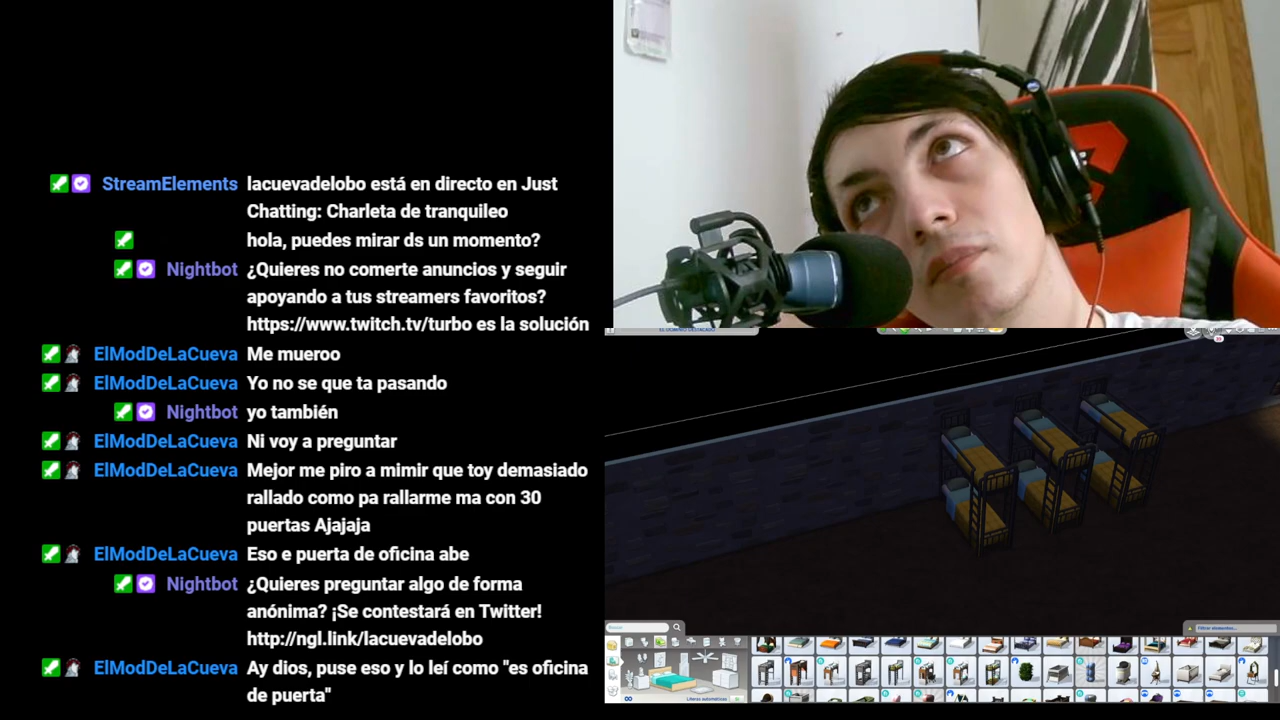 StreamElements lacuevadelobo está en directo en Just
Chatting: Charleta de tranquileo
hola, puedes mirar ds un momento?
Nightbot ¿Quieres no comerte anuncios y seguir
apoyando a tus streamers favoritos?
https://www.twitch.tv/turbo es la solución
ElModDeLaCueva Me mueroo
ElModDeLaCueva Yo no se que ta pasando
Nightbot yo también
ElModDeLaCueva Ni voy a preguntar
ElModDeLaCueva Mejor me piro a mimir que toy demasiado
rallado como pa rallarme ma con 30
puertas Ajajaja
ElModDeLaCueva Eso e puerta de oficina abe
Nightbot ¿Quieres preguntar algo de forma
anónima? ¡Se contestará en Twitter!
http://ngl.link/lacuevadelobo
ElModDeLaCueva Ay dios, puse eso y lo leí como "es oficina
de puerta"
Buscar...
Filtrar elementos...
Literas automáticas